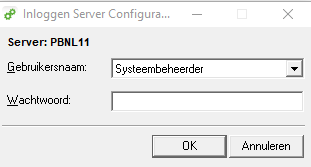 Inloggen Server Configura...
Server: PBNL11
Gebruikersnaam: Systeembeheerder
Wachtwoord:
OK Annuleren